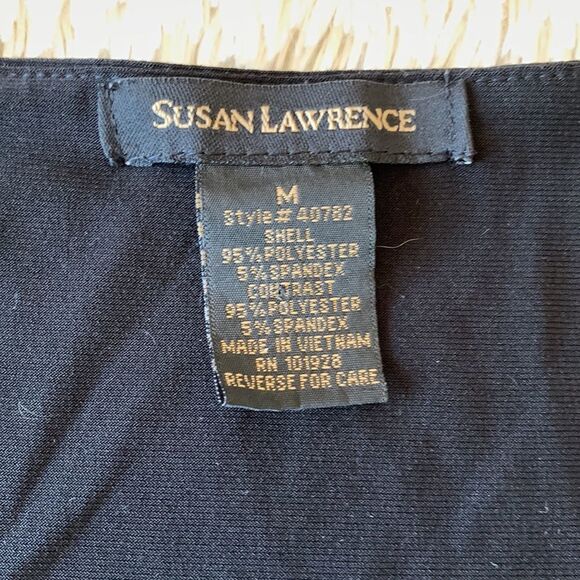 SUSAN LAWRENCE
M
Style# 40782
SHELL
95% POLYESTER
5% SPANDEX
CONTRAST
95% POLYESTER
5% SPANDEX
MADE IN VIETNAM
RN 101928
REVERSE FOR CARE